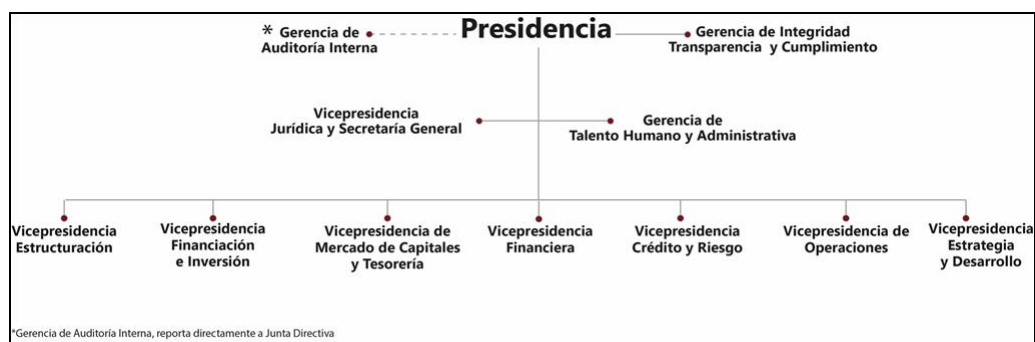 Presidencia
* Gerencia de
Auditoría Interna
Gerencia de Integridad
Transparencia y Cumplimiento
Vicepresidencia
Jurídica y Secretaría General
Gerencia de
Talento Humano y Administrativa
Vicepresidencia
Estructuración
Vicepresidencia
Financiación
e Inversión
Vicepresidencia de
Mercado de Capitales
y Tesorería
Vicepresidencia
Financiera
Vicepresidencia
Crédito y Riesgo
Vicepresidencia de
Operaciones
Vicepresidencia
Estrategia
y Desarrollo
*Gerencia de Auditoría Interna, reporta directamente a Junta Directiva